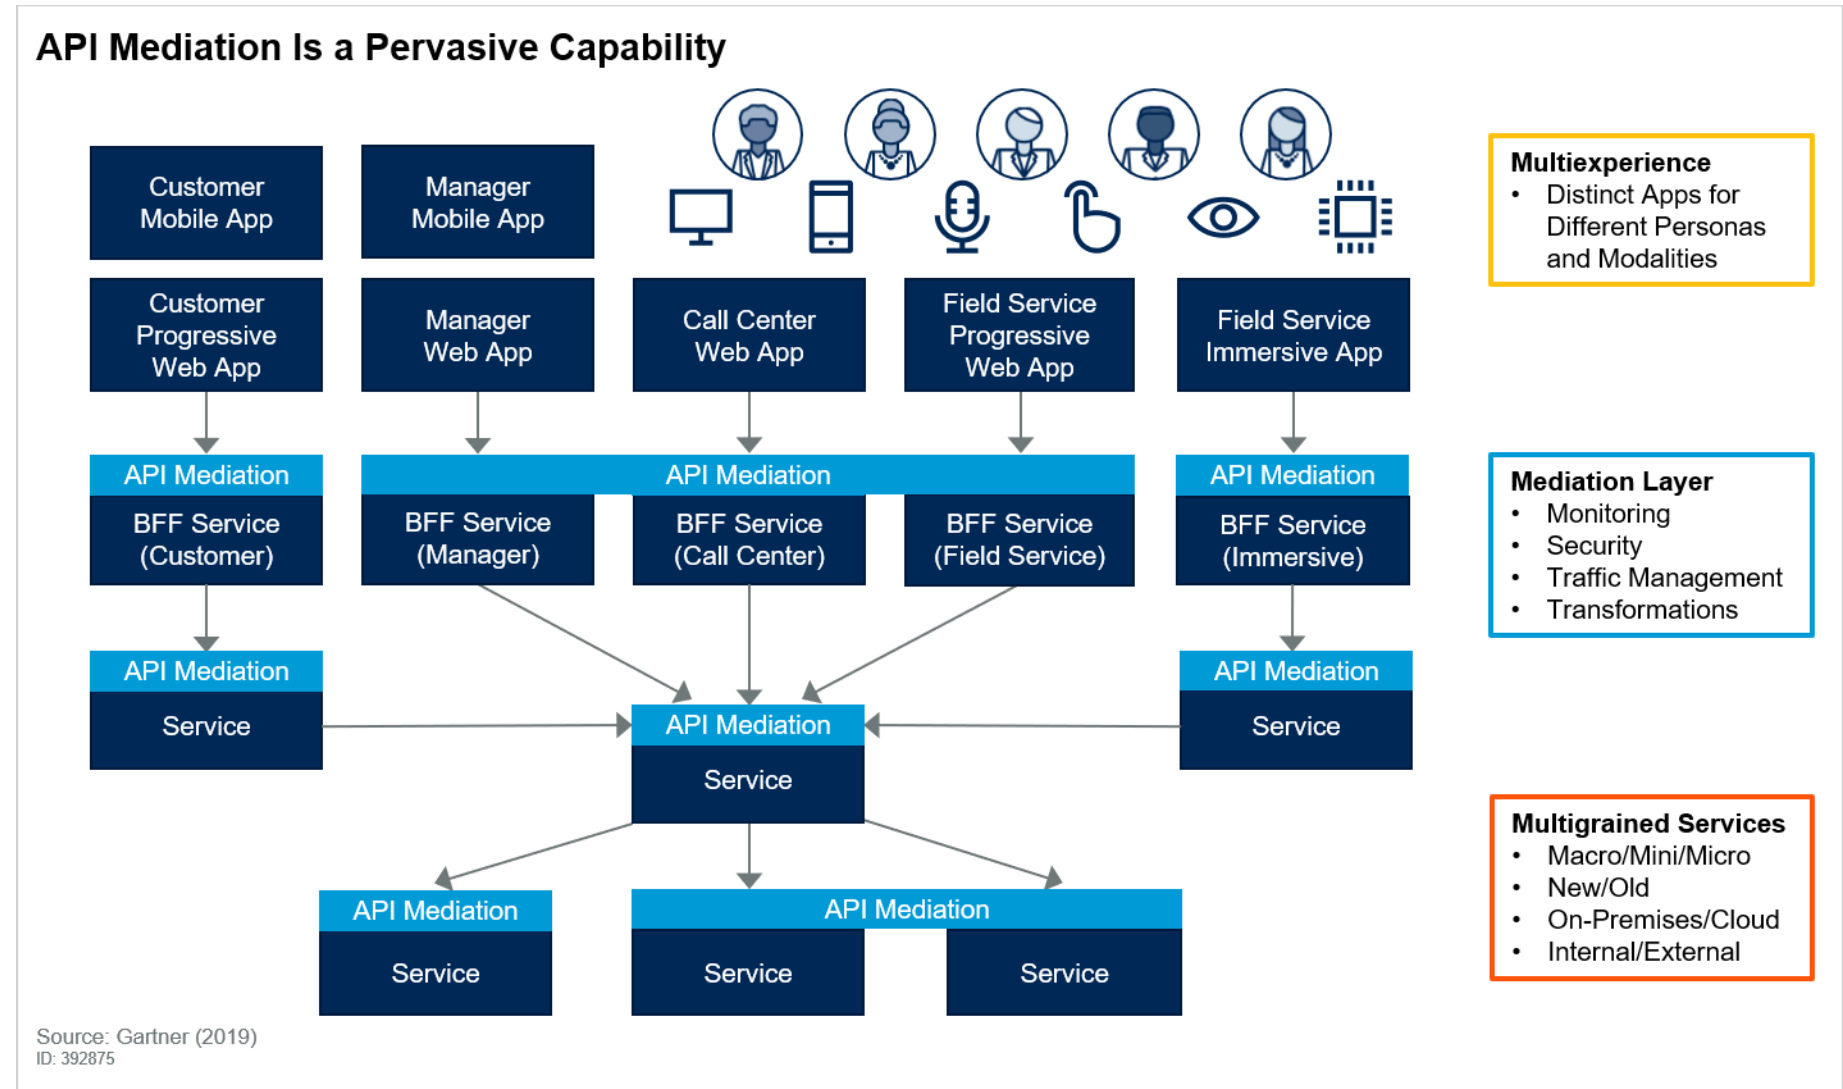 API Mediation Is a Pervasive Capability
Customer
Mobile App
Manager
Mobile App
Multiexperience
• Distinct Apps for
Different Personas
and Modalities
Customer
Progressive
Web App
Manager
Web App
Call Center
Web App
Field Service
Progressive
Web App
Field Service
Immersive App
API Mediation
API Mediation
API Mediation
BFF Service
(Customer)
BFF Service
(Manager)
BFF Service
(Call Center)
BFF Service
(Field Service)
BFF Service
(Immersive)
Mediation Layer
• Monitoring
• Security
• Traffic Management
• Transformations
API Mediation
Service
API Mediation
Service
API Mediation
Service
Multigrained Services
• Macro/Mini/Micro
• New/Old
• On-Premises/Cloud
• Internal/External
API Mediation
Service
API Mediation
Service
Service
Source: Gartner (2019)
ID: 392875